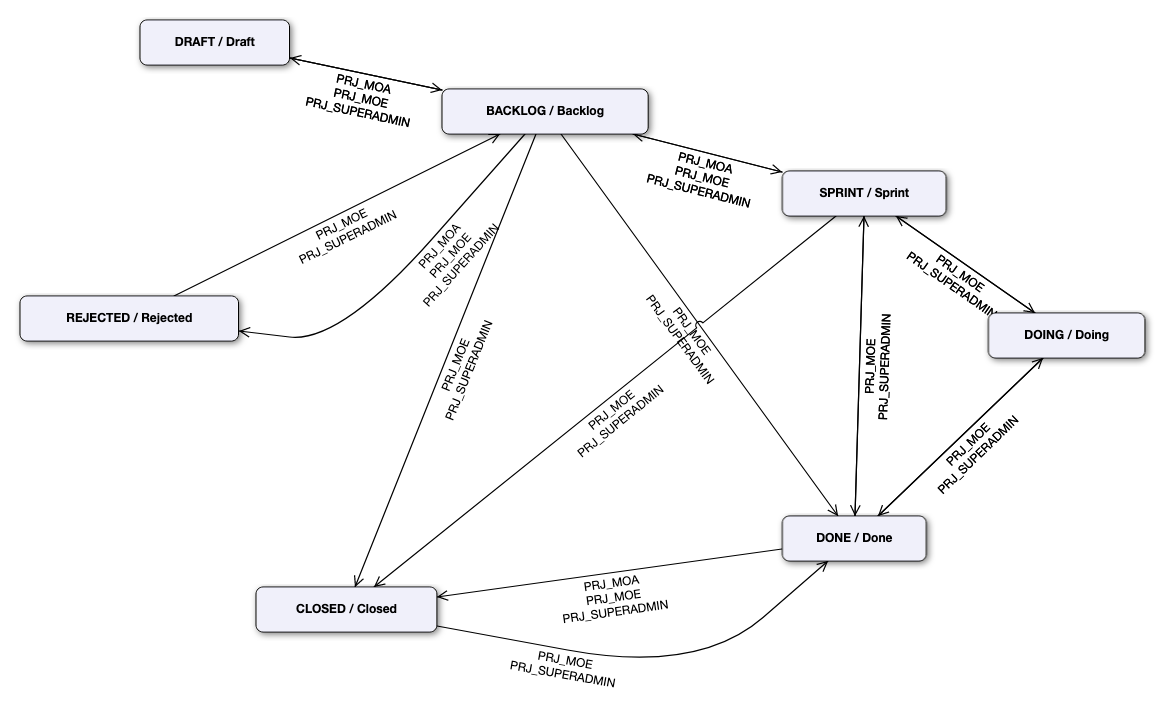 DRAFT / Draft
PRJ_MOA
PRJ_MOE
PRJ_SUPERADMIN
BACKLOG / Backlog
PRJ_MOA
PRJ_MOE
PRJ_SUPERADMIN
SPRINT / Sprint
PRJ_MOE
PRJ_SUPERADMIN
PRJ_MOA
PRJ_MOE
PRJ_SUPERADMIN
PRJ_MOE
PRJ_SUPERADMIN
REJECTED / Rejected
DOING / Doing
PRJ_MOE
PRJ_SUPERADMIN
PRJ_MOE
PRJ_SUPERADMIN
PRJ_MOE
PRJ_SUPERADMIN
PRJ_MOE
PRJ_SUPERADMIN
PRJ_MOE
PRJ_SUPERADMIN
DONE / Done
PRJ_MOA
PRJ_MOE
PRJ_SUPERADMIN
CLOSED / Closed
PRJ_MOE
PRJ_SUPERADMIN